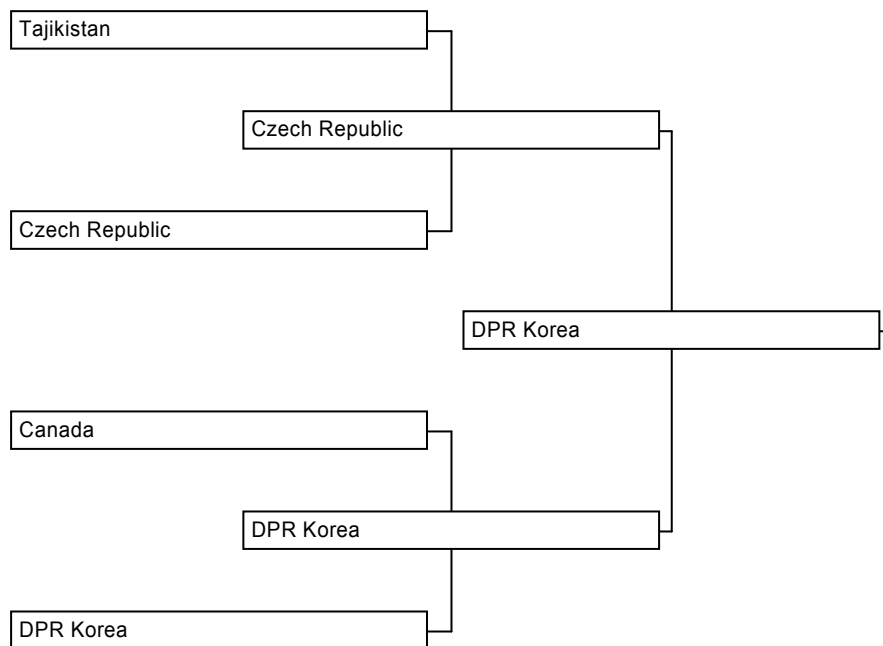 Tajikistan
Czech Republic
Czech Republic
DPR Korea
Canada
DPR Korea
DPR Korea